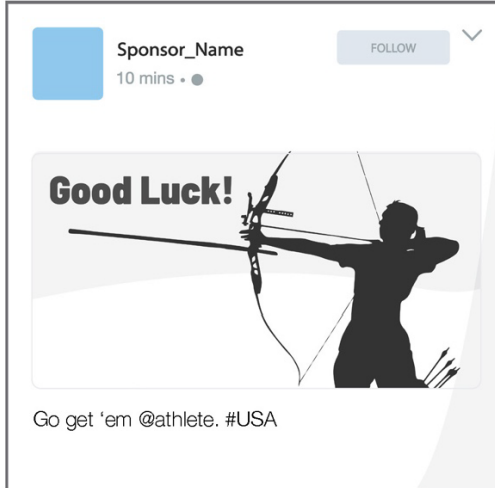 Sponsor_Name
FOLLOW
10 mins •
Good Luck!
Go get ‘em @athlete. #USA